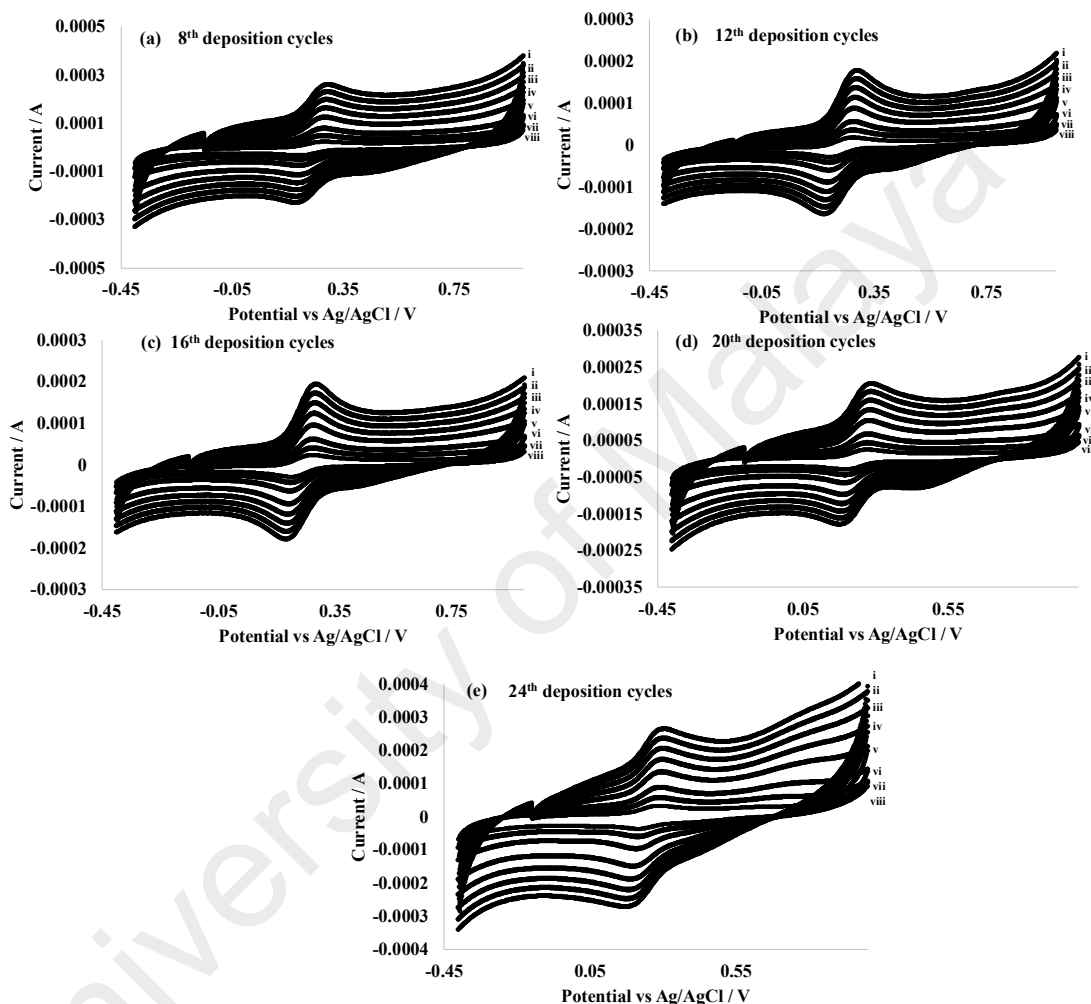 (a) 8th deposition cycles
0.0005
0.0003
0.0001
-0.0001
-0.0003
-0.0005
Current / A
-0.45 -0.05 0.35 0.75
Potential vs Ag/AgCl / V
i
ii
iii
iv
v
vi
vii
viii
(b) 12th deposition cycles
0.0003
0.0002
0.0001
0
-0.0001
-0.0002
-0.0003
Current / A
-0.45 -0.05 0.35 0.75
Potential vs Ag/AgCl / V
i
ii
iii
iv
v
vi
vii
viii
(c) 16th deposition cycles
0.0003
0.0002
0.0001
0
-0.0001
-0.0002
-0.0003
Current / A
-0.45 -0.05 0.35 0.75
Potential vs Ag/AgCl / V
i
ii
iii
iv
v
vi
vii
viii
(d) 20th deposition cycles
0.00035
0.00025
0.00015
0.00005
-0.00005
-0.00015
-0.00025
-0.00035
Current / A
-0.45 0.05 0.55
Potential vs Ag/AgCl / V
i
ii
(e) 24th deposition cycles
0.0004
0.0003
0.0002
0.0001
0
-0.0001
-0.0002
-0.0003
-0.0004
Current / A
-0.45 0.05 0.55
Potential vs Ag/AgCl / V
i
ii
iii
iv
v
vi
vii
viii
niversity of Malaya